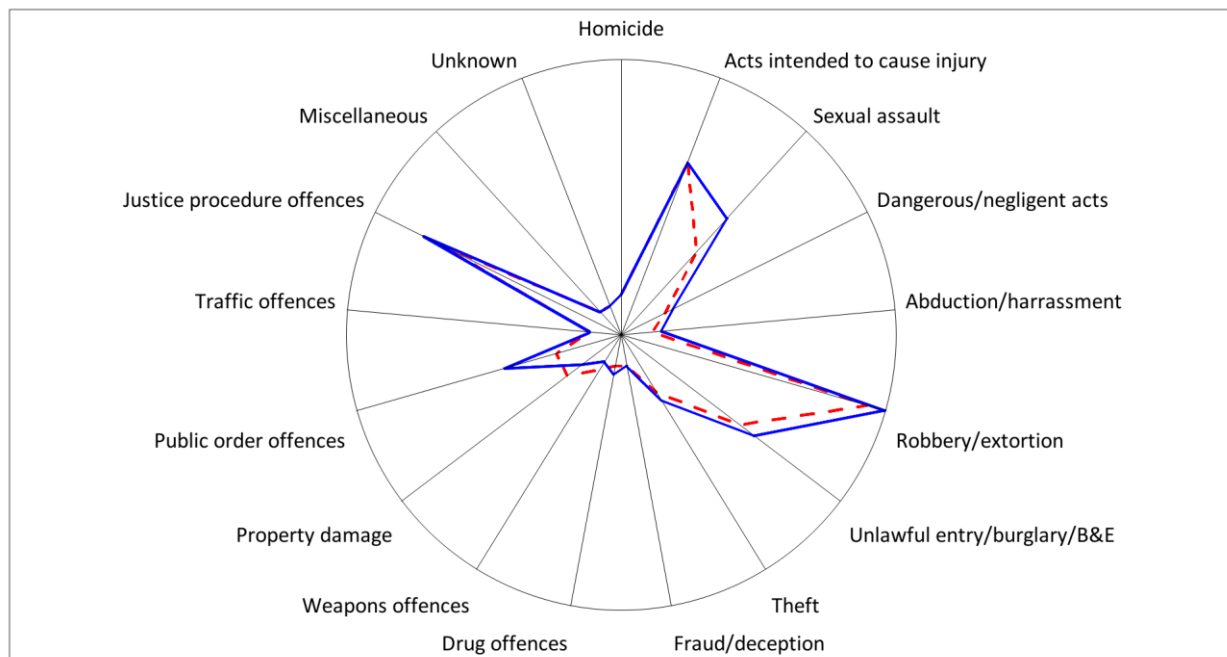 Homicide
Unknown
Acts intended to cause injury
Miscellaneous
Sexual assault
Justice procedure offences
Dangerous/negligent acts
Traffic offences
Abduction/harrassment
Public order offences
Robbery/extortion
Property damage
Unlawful entry/burglary/B&E
Weapons offences
Theft
Drug offences
Fraud/deception